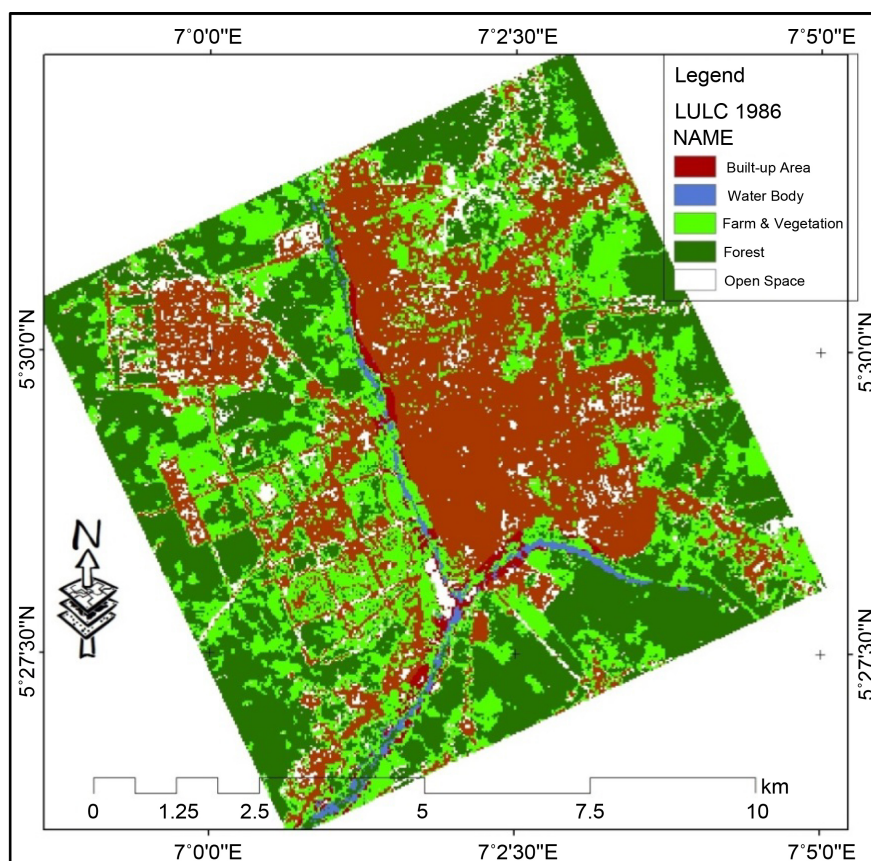 7°0'0"E 7°2'30"E 7°5'0"E
Legend
LULC 1986
NAME
Built-up Area
Water Body
Farm & Vegetation
Forest
Open Space
5°30'0"N 5°30'0"N
N
5°27'30"N 5°27'30"N
km
0 1.25 2.5 5 7.5 10
7°0'0"E 7°2'30"E 7°5'0"E